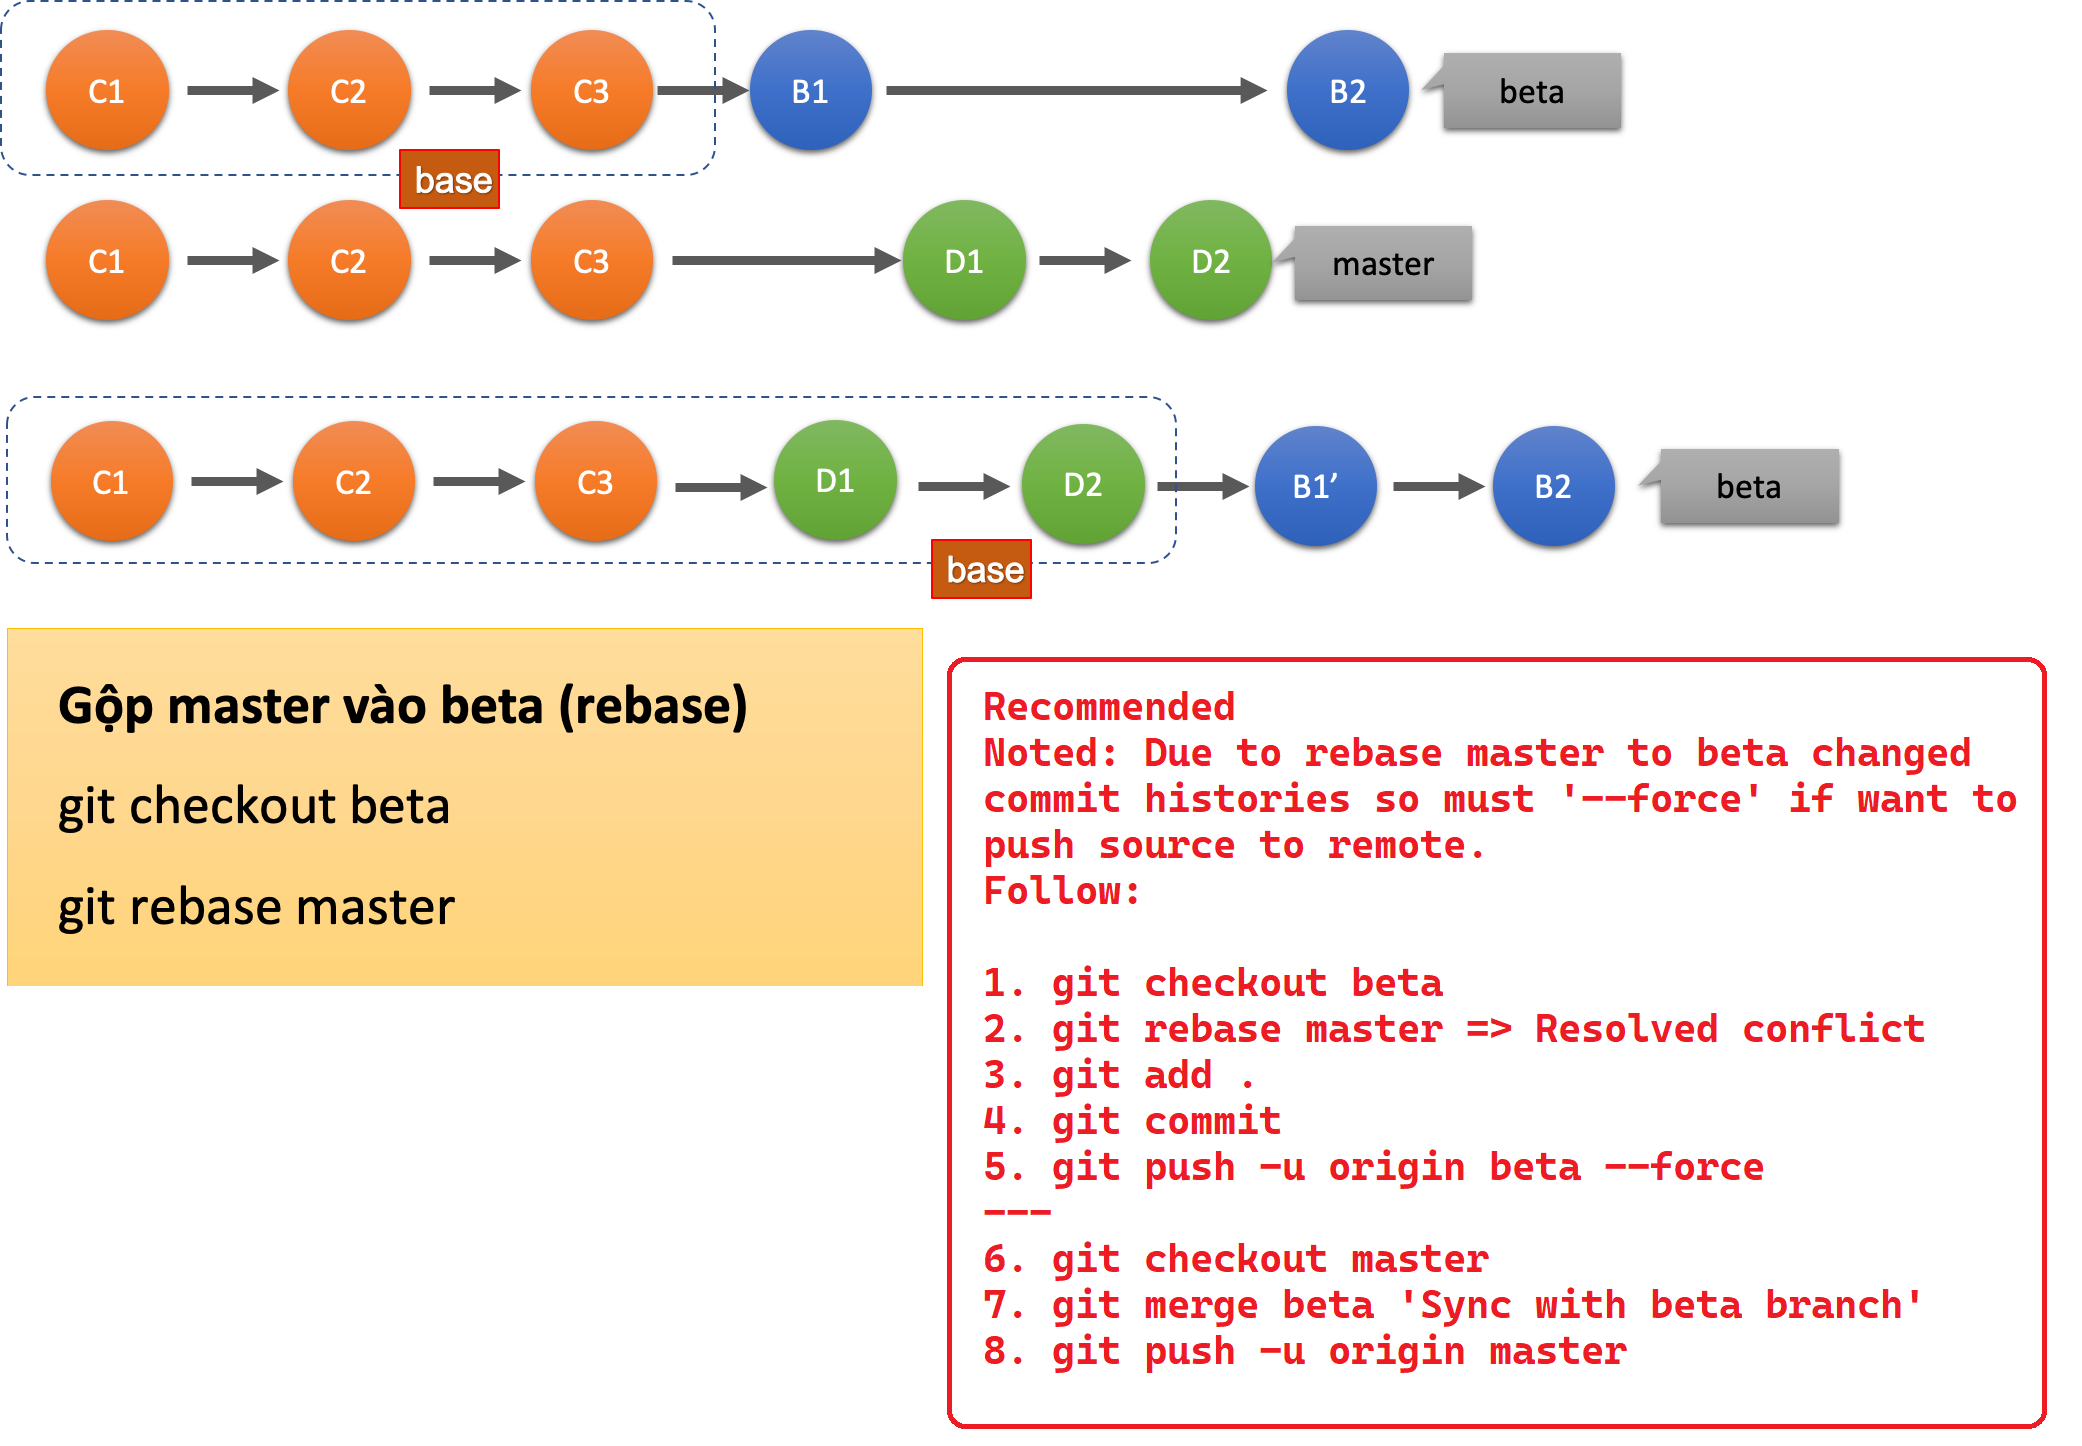 C1 C2 C3 B1 B2 beta
base
C1 C2 C3 D1 D2 master
C1 C2 C3 D1 D2 B1’ B2 beta
base
Gộp master vào beta (rebase)
git checkout beta
git rebase master
Recommended
Noted: Due to rebase master to beta changed
commit histories so must '--force' if want to
push source to remote.
Follow:
1. git checkout beta
2. git rebase master => Resolved conflict
3. git add .
4. git commit
5. git push -u origin beta --force
---
6. git checkout master
7. git merge beta 'Sync with beta branch'
8. git push -u origin master